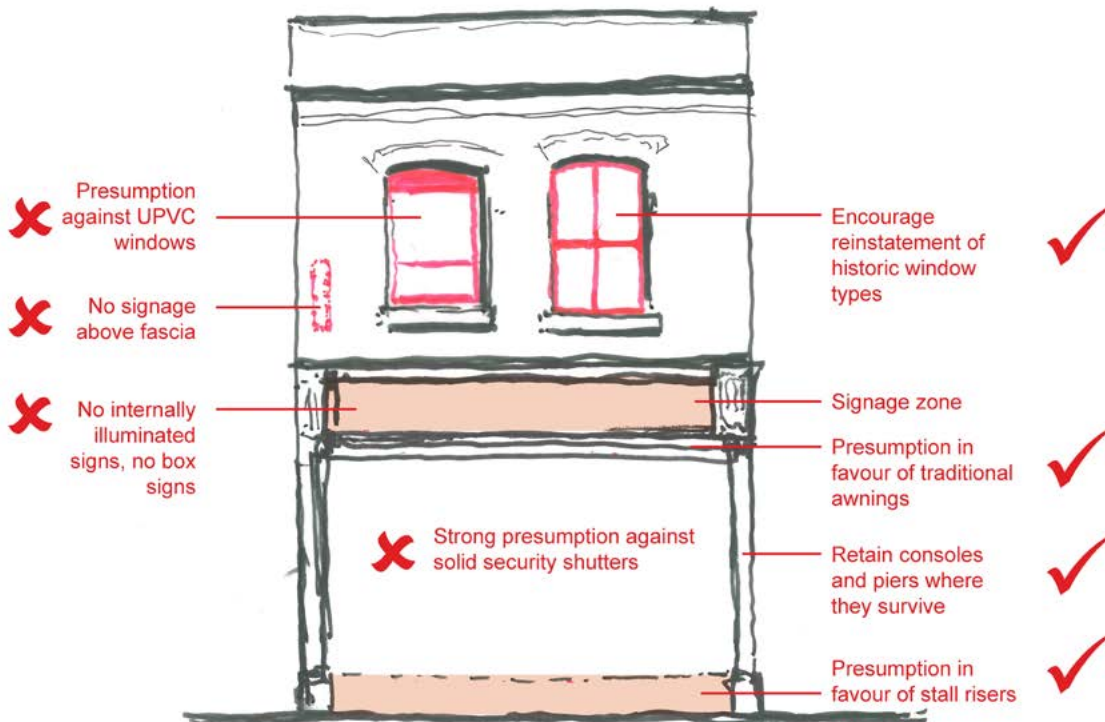 Presumption
against UPVC
windows
No signage
above fascia
No internally
illuminated
signs, no box
signs
Strong presumption against
solid security shutters
Encourage
reinstatement of
historic window
types
Signage zone
Presumption in
favour of traditional
awnings
Retain consoles
and piers where
they survive
Presumption in
favour of stall risers